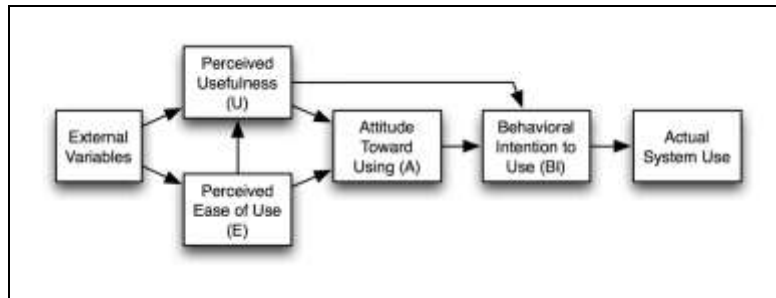 External
Variables
Perceived
Usefulness
(U)
Perceived
Ease of Use
(E)
Attitude
Toward
Using (A)
Behavioral
Intention to
Use (BI)
Actual
System Use